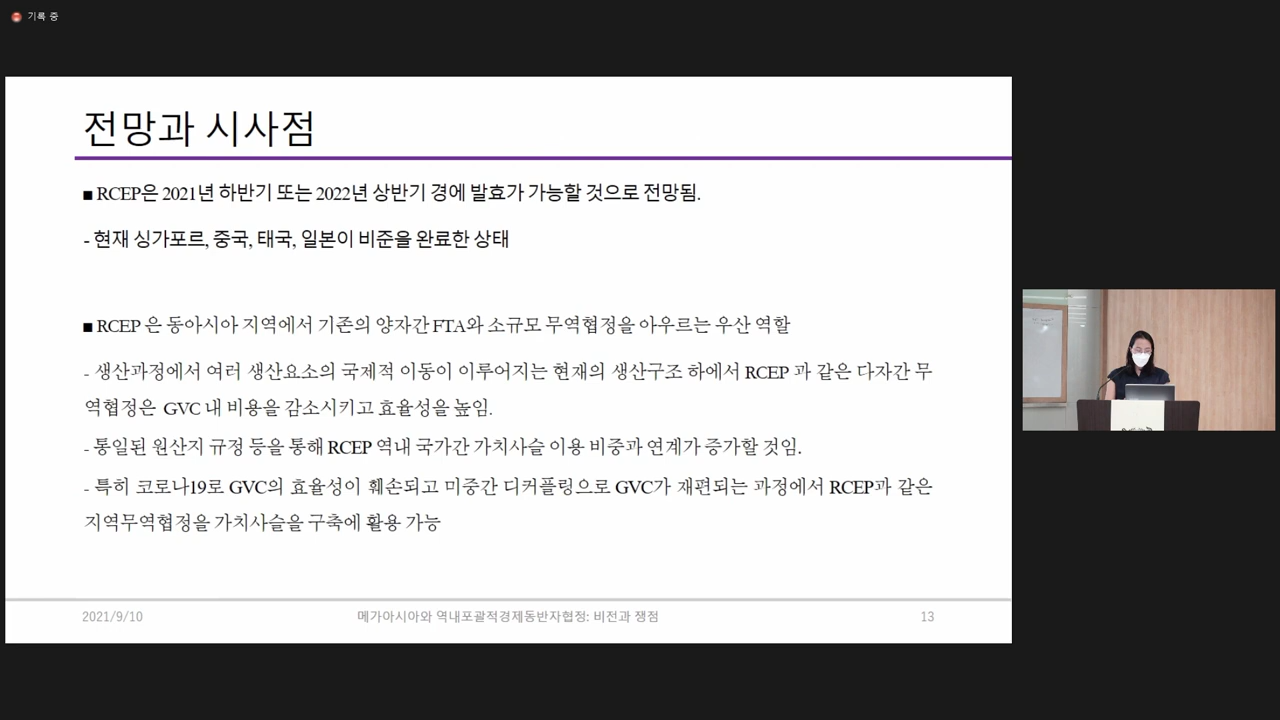 기록 중
전망과 시사점
■ RCEP은 2021년 하반기 또는 2022년 상반기 경에 발효가 가능할 것으로 전망됨.
- 현재 싱가포르, 중국, 태국, 일본이 비준을 완료한 상태
■ RCEP 은 동아시아 지역에서 기존의 양자간 FTA와 소규모 무역협정을 아우르는 우산 역할
- 생산과정에서 여러 생산요소의 국제적 이동이 이루어지는 현재의 생산구조 하에서 RCEP 과 같은 다자간 무
역협정은 GVC 내 비용을 감소시키고 효율성을 높임.
- 통일된 원산지 규정 등을 통해 RCEP 역내 국가간 가치사슬 이용 비중과 연계가 증가할 것임.
- 특히 코로나19로 GVC의 효율성이 훼손되고 미중간 디커플링으로 GVC가 재편되는 과정에서 RCEP과 같은
지역무역협정을 가치사슬을 구축에 활용 가능
2021/9/10
메가아시아와 역내포괄적경제동반자협정: 비전과 쟁점
13